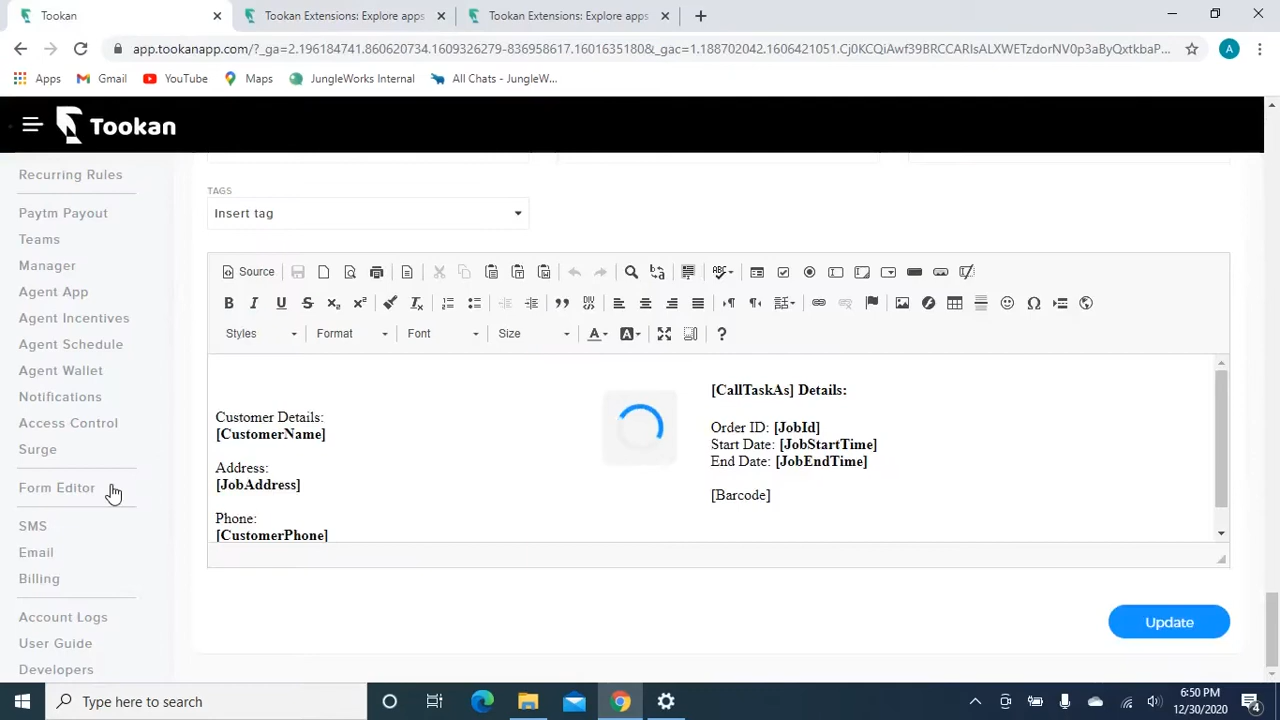 Tookan
Tookan Extensions: Explore apps
Tookan Extensions: Explore apps
app.tookanapp.com/?_ga=2.196184741.860620734.1609326279-836958617.1601635180&_gac=1.188702042.1606421051.Cj0KCQiAwf39BRCCARIsALXWETzdorNV0p3aByQxtkbaP...
A
Apps
Gmail
YouTube
Maps
JungleWorks Internal
All Chats - JungleW...
Tookan
Recurring Rules
Paytm Payout
Teams
Manager
Agent App
Agent Incentives
Agent Schedule
Agent Wallet
Notifications
Access Control
Surge
Form Editor
SMS
Email
Billing
Account Logs
User Guide
Developers
TAGS
Insert tag
Source
Styles Format Font Size
Customer Details:
[CustomerName]
Address:
[JobAddress]
Phone:
[CustomerPhone]
[CallTaskAs] Details:
Order ID: [JobId]
Start Date: [JobStartTime]
End Date: [JobEndTime]
[Barcode]
Update
Type here to search
6:50 PM
12/30/2020
4